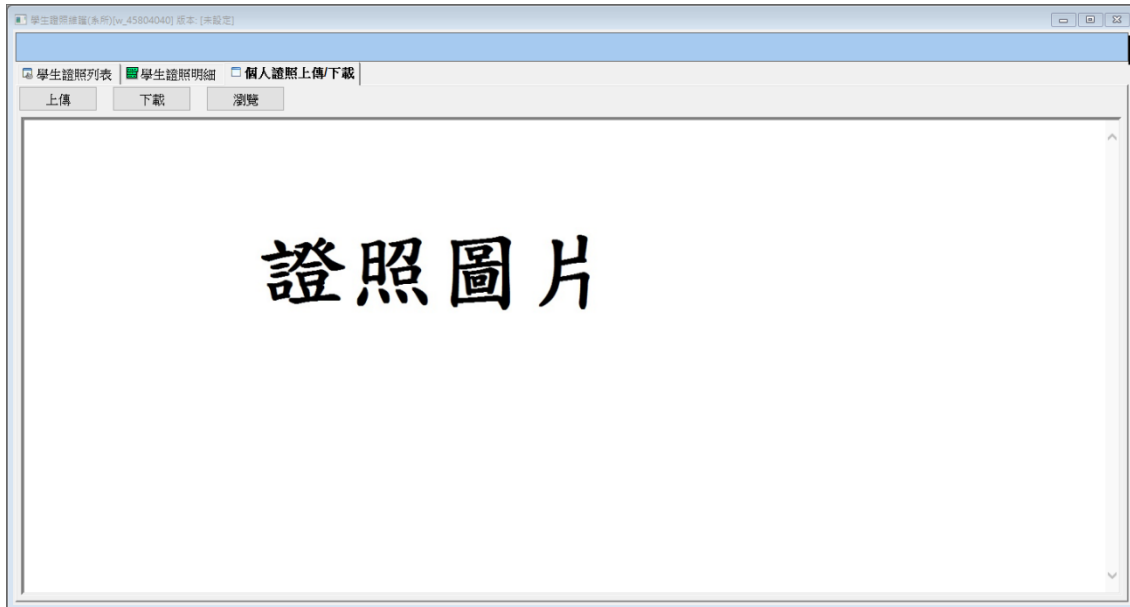 學生證照維護(系所)[w_45804040] 版本: [未設定]
學生證照列表 學生證照明細 個人證照上傳/下載
上傳 下載 瀏覽
證照圖片